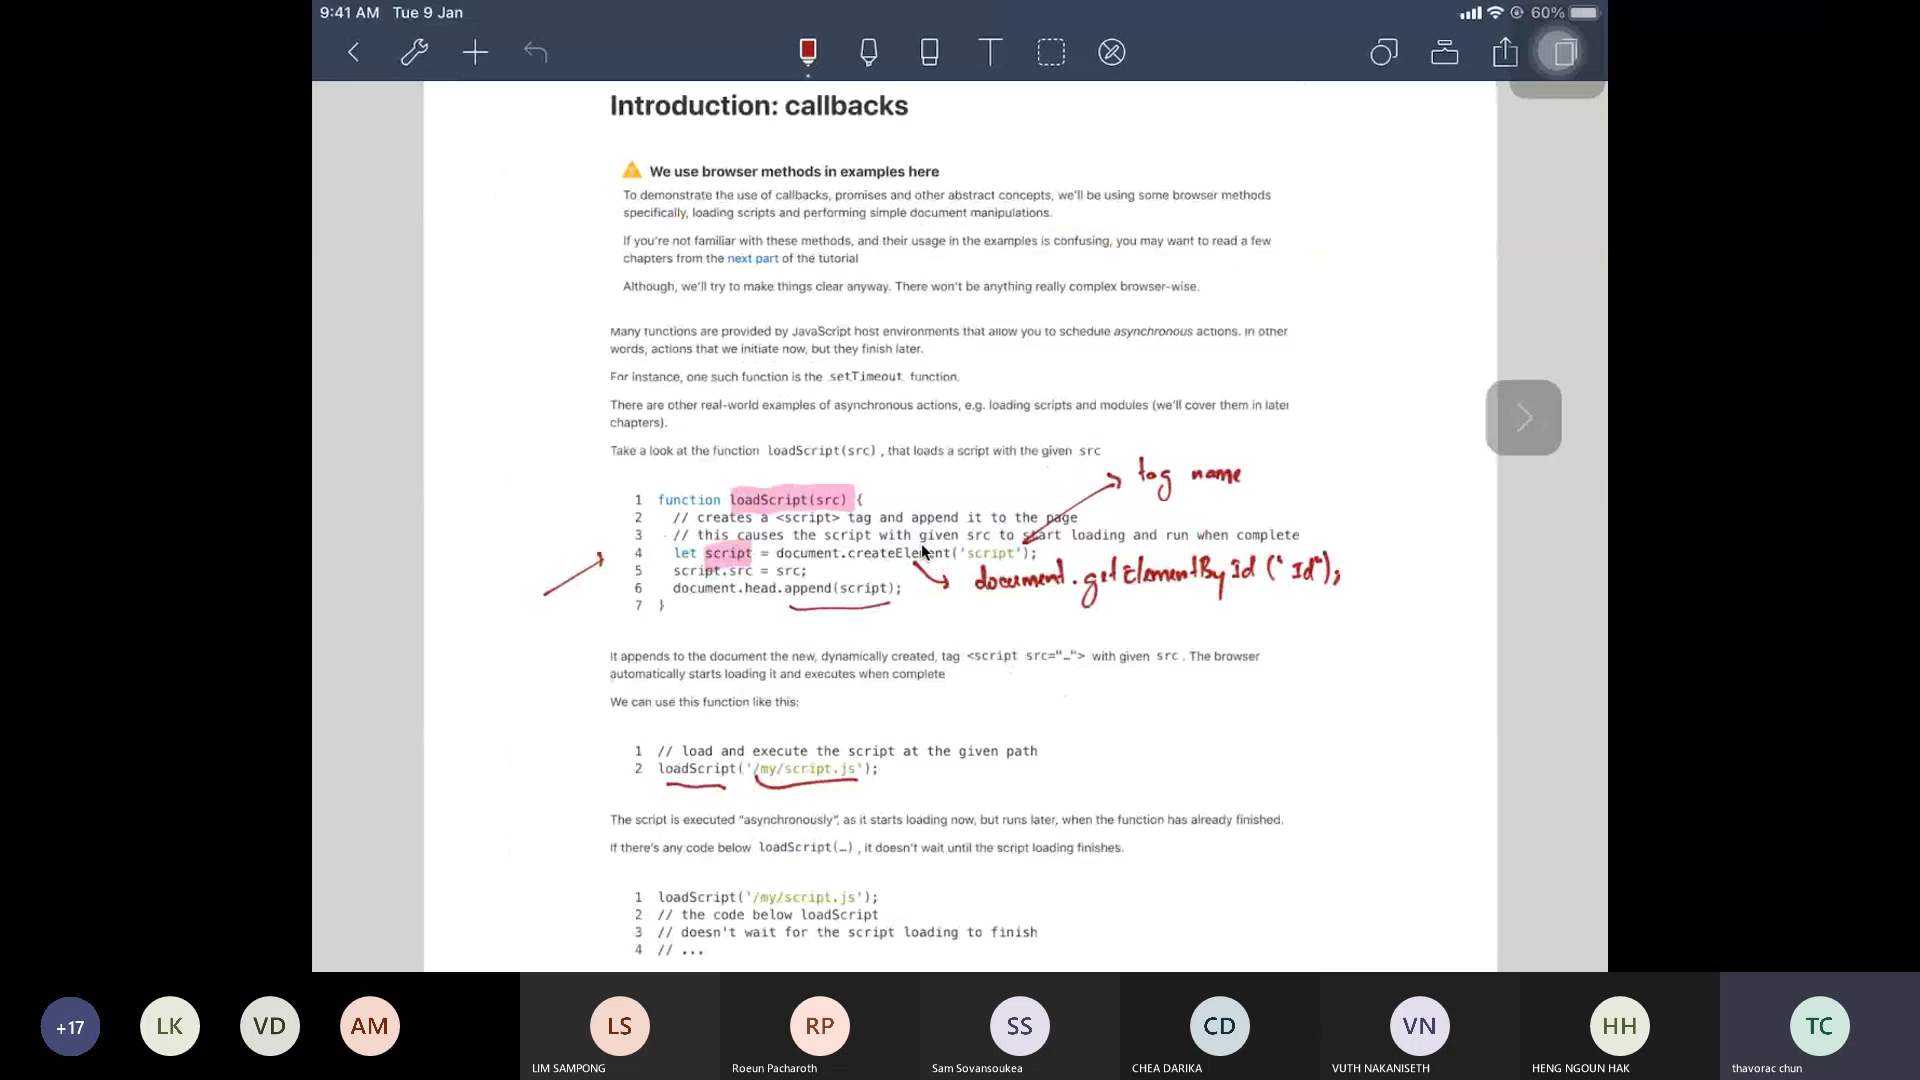 9:41 AM Tue 9 Jan
60%
Introduction: callbacks
We use browser methods in examples here
To demonstrate the use of callbacks, promises and other abstract concepts, we'll be using some browser methods
specifically, loading scripts and performing simple document manipulations.
If you're not familiar with these methods, and their usage in the examples is confusing, you may want to read a few
chapters from the next part of the tutorial
Although, we'll try to make things clear anyway. There won't be anything really complex browser-wise.
Many functions are provided by JavaScript host environments that allow you to schedule asynchronous actions. In other
words, actions that we initiate now, but they finish later.
For instance, one such function is the setTimeout function.
There are other real-world examples of asynchronous actions, e.g. loading scripts and modules (we'll cover them in later
chapters).
Take a look at the function loadScript(src), that loads a script with the given src
tag name
1 function loadScript(src) {
2 // creates a <script> tag and append it to the page
3 // this causes the script with given src to start loading and run when complete
4 let script = document.createElement('script');
5 script.src = src;
document.getElementById ("Id");
6 document.head.append(script);
7 }
It appends to the document the new, dynamically created, tag <script src="…"> with given src. The browser
automatically starts loading it and executes when complete
We can use this function like this:
1 // load and execute the script at the given path
2 loadScript('/my/script.js');
The script is executed "asynchronously", as it starts loading now, but runs later, when the function has already finished.
If there's any code below loadScript(…), it doesn't wait until the script loading finishes.
1 loadScript('/my/script.js');
2 // the code below loadScript
3 // doesn't wait for the script loading to finish
4 // ...
+17 LK VD AM LS RP SS CD VN HH TC
LIM SAMPONG Roeun Pacharoth Sam Sovansoukea CHEA DARIKA VUTH NAKANISETH HENG NGOUN HAK thavorac chun